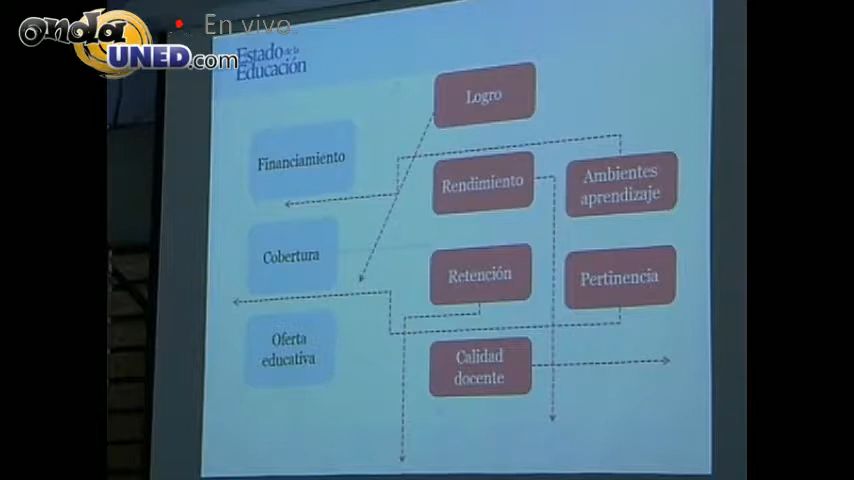 onda
UNED.com
En vivo
Estado de la
Educación
Logro
Financiamiento
Rendimiento
Ambientes
aprendizaje
Cobertura
Retención
Pertinencia
Oferta
educativa
Calidad
docente